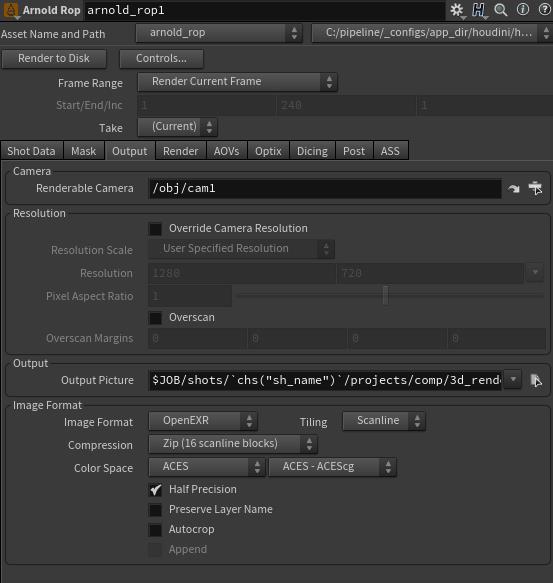 Arnold Rop arnold_rop1
Asset Name and Path arnold_rop C:/pipeline/_configs/app_dir/houdini/h...
Render to Disk Controls...
Frame Range Render Current Frame
Start/End/Inc 1 240 1
Take (Current)
Shot Data Mask Output Render AOVs Optix Dicing Post ASS
Camera
Renderable Camera /obj/cam1
Resolution
Override Camera Resolution
Resolution Scale User Specified Resolution
Resolution 1280 720
Pixel Aspect Ratio 1
Overscan
Overscan Margins 0 0 0 0
Output
Output Picture $JOB/shots/`chs("sh_name")`/projects/comp/3d_rend
Image Format
Image Format OpenEXR Tiling Scanline
Compression Zip (16 scanline blocks)
Color Space ACES ACES - ACEScg
Half Precision
Preserve Layer Name
Autocrop
Append